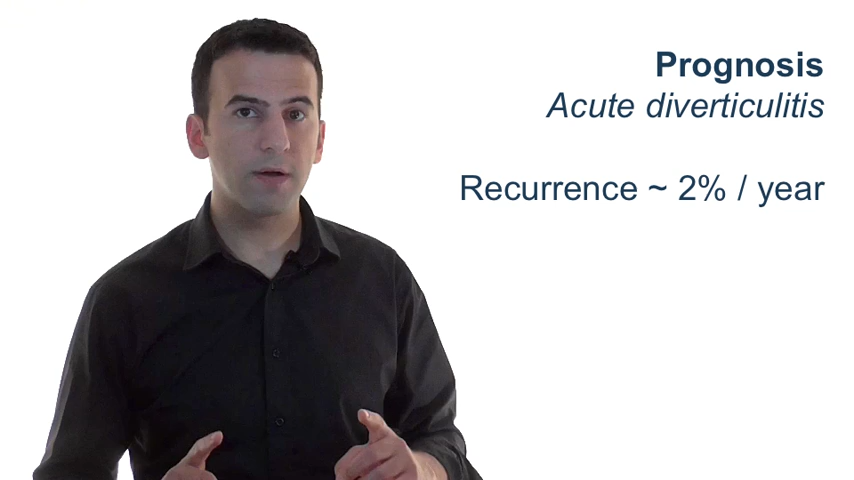 Prognosis
Acute diverticulitis
Recurrence ~ 2% / year